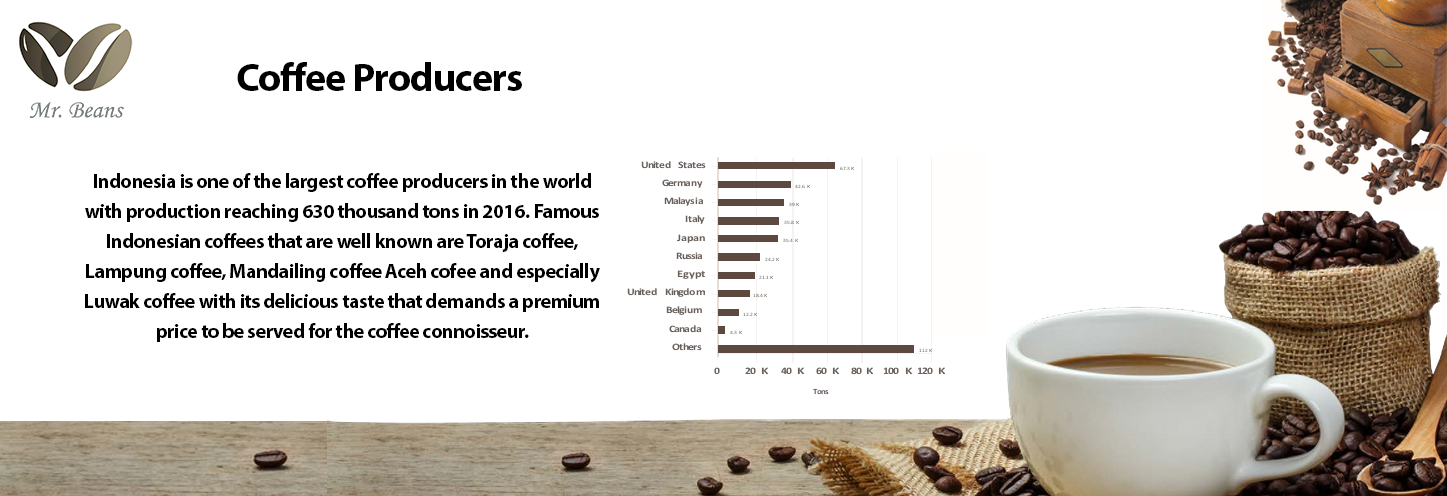 Mr. Beans
Coffee Producers
Indonesia is one of the largest coffee producers in the world
with production reaching 630 thousand tons in 2016. Famous
Indonesian coffees that are well known are Toraja coffee,
Lampung coffee, Mandailing coffee Aceh cofee and especially
Luwak coffee with its delicious taste that demands a premium
price to be served for the coffee connoisseur.
United States 67.3 K
Germany 42.6 K
Malaysia 39 K
Italy 35.8 K
Japan 35.4 K
Russia 24.2 K
Egypt 21.1 K
United Kingdom 18.4 K
Belgium 12.2 K
Canada
Others 112 K
0 20 K 40 K 60 K 80 K 100 K 120 K
Tons